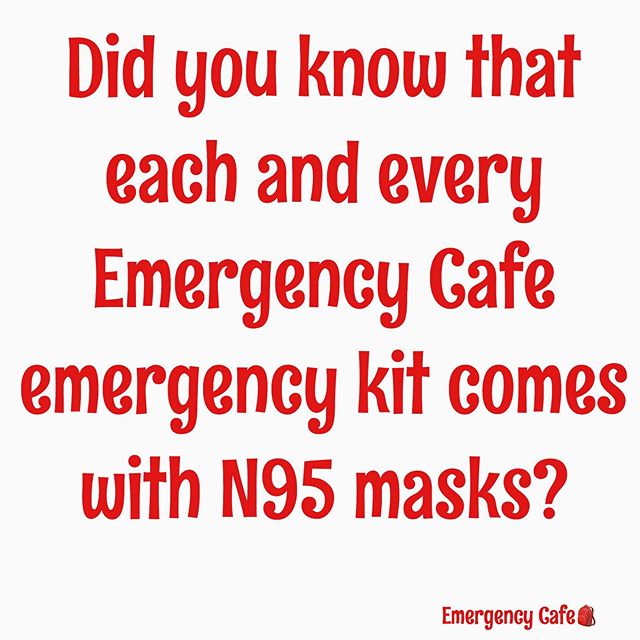 Did you know that
each and every
Emergency Cafe
emergency kit comes
with N95 masks?
Emergency Cafe